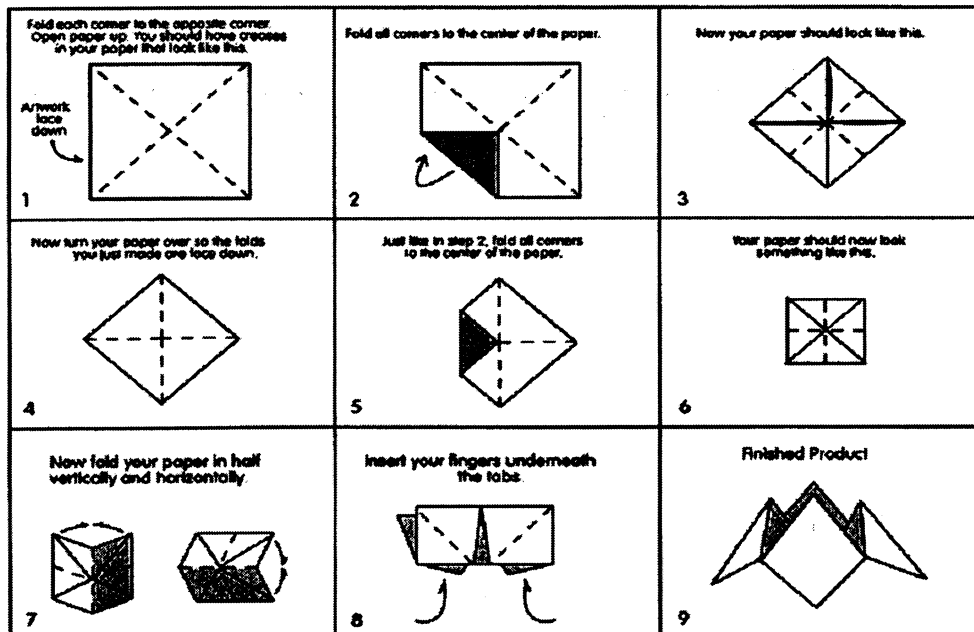 Fold each corner to the opposite corner.
Open paper up. You should have creases
in your paper that look like this.
Artwork
face
down
1
Fold all corners to the center of the paper.
2
Now your paper should look like this.
3
Now turn your paper over so the folds
you just made are face down.
4
Just like in step 2, fold all corners
to the center of the paper.
5
Your paper should now look
something like this.
6
Now fold your paper in half
vertically and horizontally.
7
Insert your fingers underneath
the tabs.
8
Finished Product
9